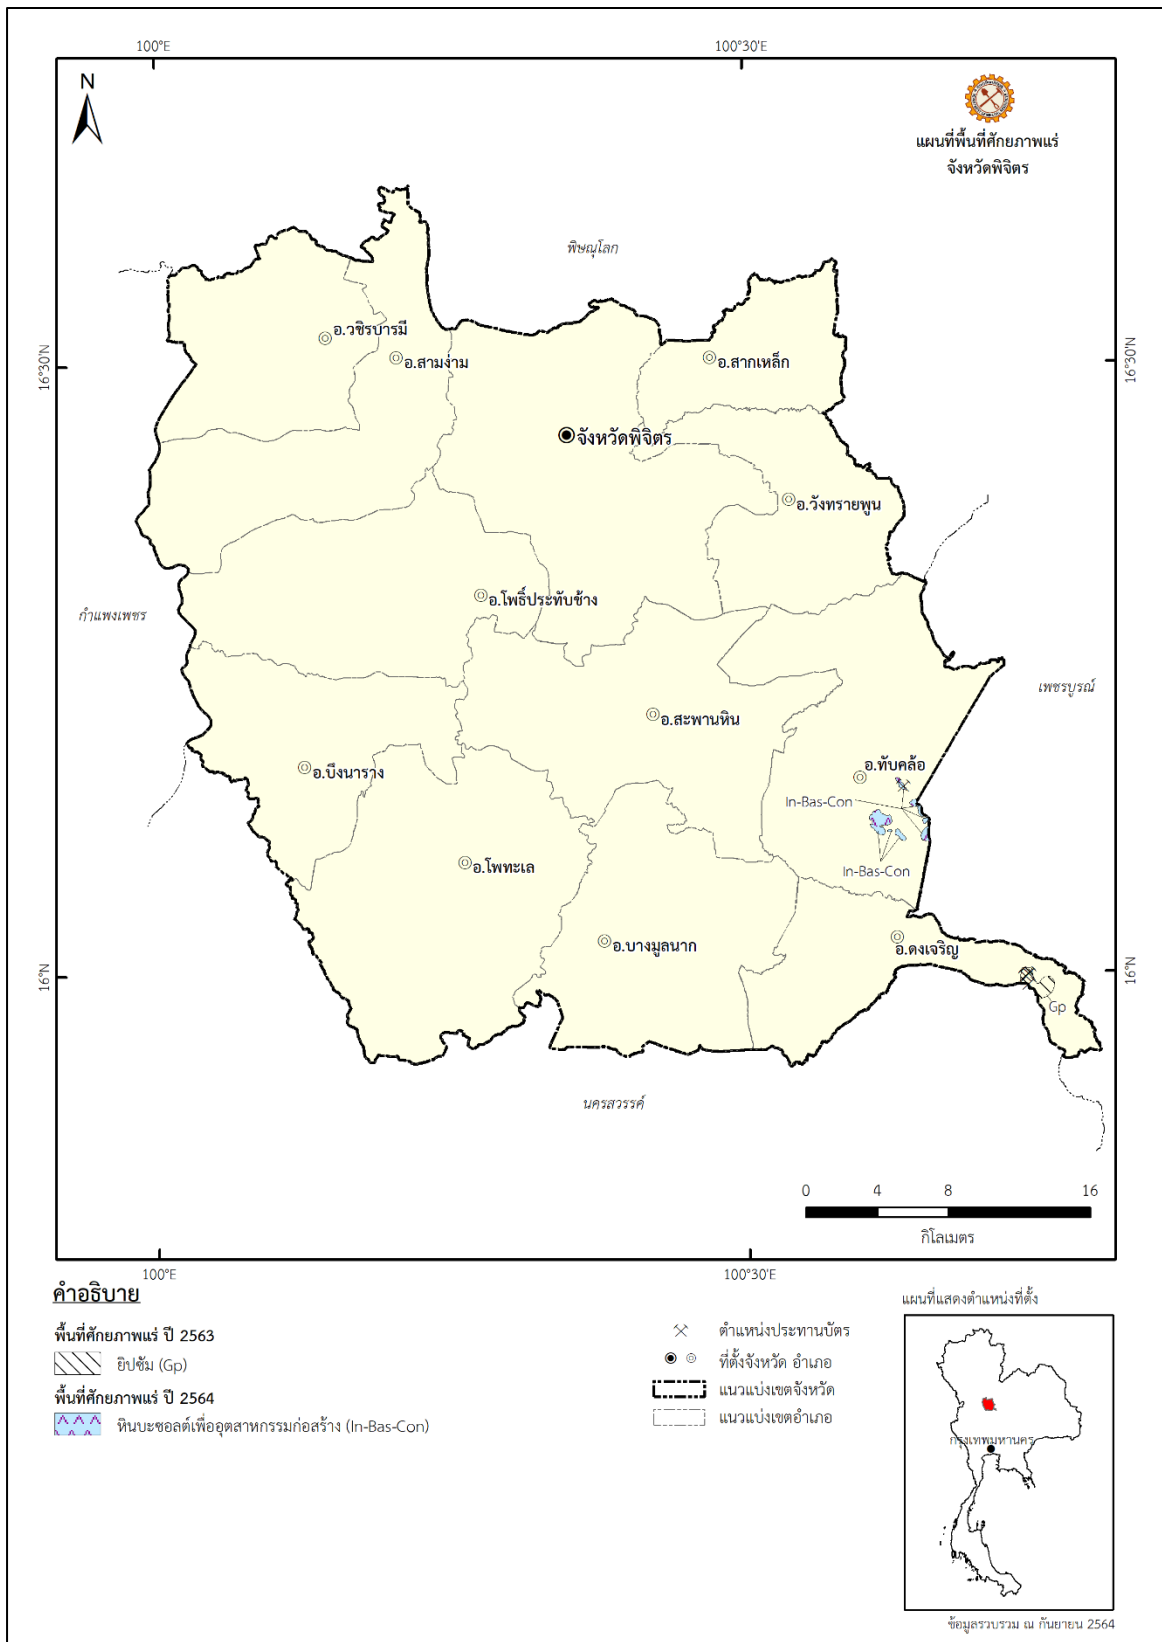 100°E
100°30'E
N
แผนที่พื้นที่ศักยภาพแร่
จังหวัดพิจิตร
พิษณุโลก
อ.วชิรบารมี
อ.สามง่าม
อ.สากเหล็ก
16°30'N
16°30'N
จังหวัดพิจิตร
อ.วังทรายพูน
อ.โพธิ์ประทับช้าง
กำแพงเพชร
เพชรบูรณ์
อ.สะพานหิน
อ.ทับคล้อ
อ.บึงนาราง
In-Bas-Con
In-Bas-Con
อ.โพทะเล
อ.บางมูลนาก
อ.ดงเจริญ
16°N
16°N
Gp
นครสวรรค์
0 4 8 16
กิโลเมตร
100°E
100°30'E
คำอธิบาย
พื้นที่ศักยภาพแร่ ปี 2563
ยิปซัม (Gp)
พื้นที่ศักยภาพแร่ ปี 2564
หินบะซอลต์เพื่ออุตสาหกรรมก่อสร้าง (In-Bas-Con)
ตำแหน่งประทานบัตร
ที่ตั้งจังหวัด อำเภอ
แนวแบ่งเขตจังหวัด
แนวแบ่งเขตอำเภอ
แผนที่แสดงตำแหน่งที่ตั้ง
กรุงเทพมหานคร
ข้อมูลรวบรวม ณ กันยายน 2564